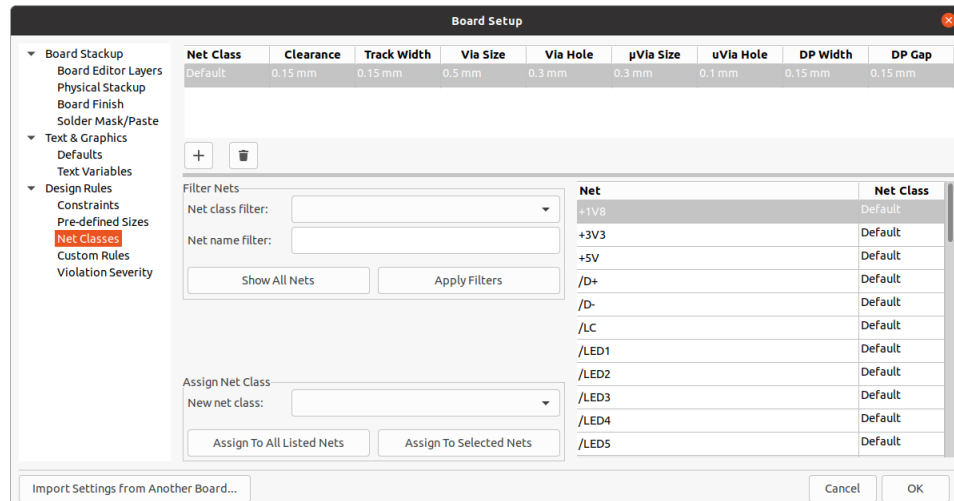 Board Setup
Board Stackup
Board Editor Layers
Physical Stackup
Board Finish
Solder Mask/Paste
Text & Graphics
Defaults
Text Variables
Design Rules
Constraints
Pre-defined Sizes
Net Classes
Custom Rules
Violation Severity
Net Class Clearance Track Width Via Size Via Hole µVia Size uVia Hole DP Width DP Gap
Default 0.15 mm 0.15 mm 0.5 mm 0.3 mm 0.3 mm 0.1 mm 0.15 mm 0.15 mm
Filter Nets
Net class filter:
Net name filter:
Show All Nets Apply Filters
Assign Net Class
New net class:
Assign To All Listed Nets Assign To Selected Nets
Net Net Class
+1V8 Default
+3V3 Default
+5V Default
/D+ Default
/D- Default
/LC Default
/LED1 Default
/LED2 Default
/LED3 Default
/LED4 Default
/LED5 Default
Import Settings from Another Board... Cancel OK